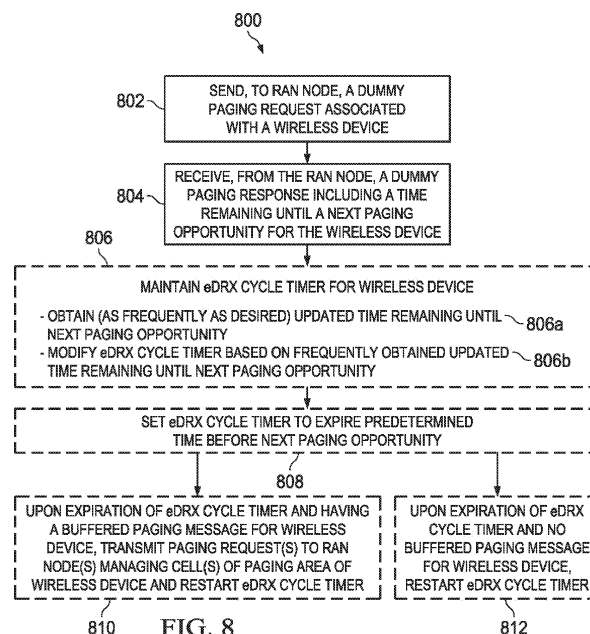 800
802
SEND, TO RAN NODE, A DUMMY
PAGING REQUEST ASSOCIATED
WITH A WIRELESS DEVICE
804
RECEIVE, FROM THE RAN NODE, A DUMMY
PAGING RESPONSE INCLUDING A TIME
REMAINING UNTIL A NEXT PAGING
OPPORTUNITY FOR THE WIRELESS DEVICE
806
MAINTAIN eDRX CYCLE TIMER FOR WIRELESS DEVICE
- OBTAIN (AS FREQUENTLY AS DESIRED) UPDATED TIME REMAINING UNTIL 806a
NEXT PAGING OPPORTUNITY
- MODIFY eDRX CYCLE TIMER BASED ON FREQUENTLY OBTAINED UPDATED 806b
TIME REMAINING UNTIL NEXT PAGING OPPORTUNITY
SET eDRX CYCLE TIMER TO EXPIRE PREDETERMINED
TIME BEFORE NEXT PAGING OPPORTUNITY
808
UPON EXPIRATION OF eDRX CYCLE TIMER AND HAVING
A BUFFERED PAGING MESSAGE FOR WIRELESS
DEVICE, TRANSMIT PAGING REQUEST(S) TO RAN
NODE(S) MANAGING CELL(S) OF PAGING AREA OF
WIRELESS DEVICE AND RESTART eDRX CYCLE TIMER
810
UPON EXPIRATION OF eDRX
CYCLE TIMER AND NO
BUFFERED PAGING MESSAGE
FOR WIRELESS DEVICE,
RESTART eDRX CYCLE TIMER
812
FIG. 8